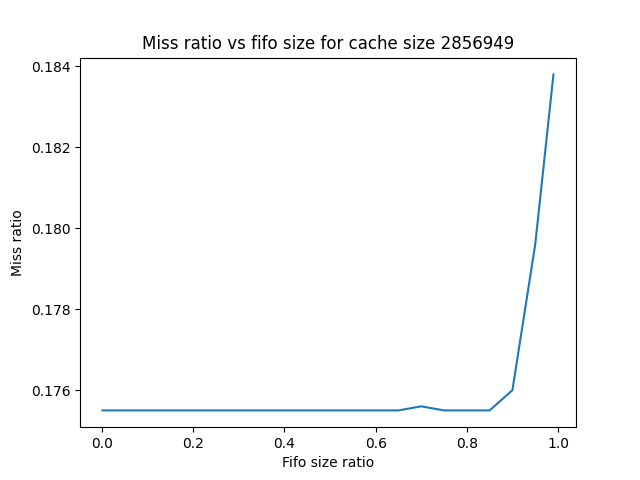 Miss ratio vs fifo size for cache size 2856949
0.184
0.182
0.180
0.178
0.176
Miss ratio
0.0 0.2 0.4 0.6 0.8 1.0
Fifo size ratio